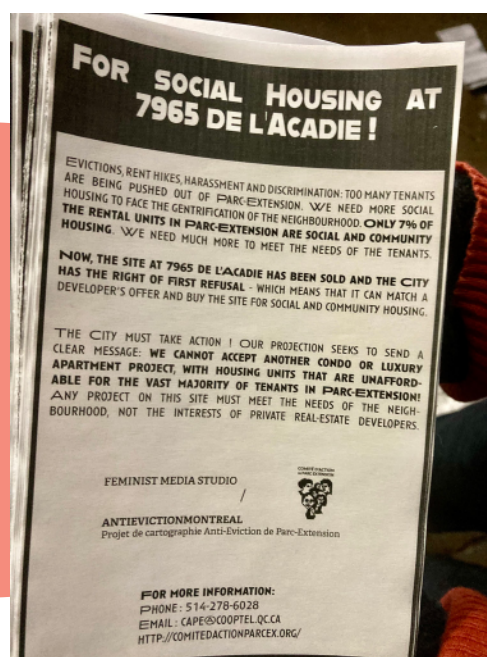 FOR SOCIAL HOUSING AT
7965 DE L'ACADIE !
EVICTIONS, RENT HIKES, HARASSMENT AND DISCRIMINATION: TOO MANY TENANTS
ARE BEING PUSHED OUT OF PARC-EXTENSION. WE NEED MORE SOCIAL
HOUSING TO FACE THE GENTRIFICATION OF THE NEIGHBOURHOOD. ONLY 7% OF
THE RENTAL UNITS IN PARC-EXTENSION ARE SOCIAL AND COMMUNITY
HOUSING. WE NEED MUCH MORE TO MEET THE NEEDS OF THE TENANTS.
NOW, THE SITE AT 7965 DE L'ACADIE HAS BEEN SOLD AND THE CITY
HAS THE RIGHT OF FIRST REFUSAL - WHICH MEANS THAT IT CAN MATCH A
DEVELOPER'S OFFER AND BUY THE SITE FOR SOCIAL AND COMMUNITY HOUSING.
THE CITY MUST TAKE ACTION ! OUR PROJECTION SEEKS TO SEND A
CLEAR MESSAGE: WE CANNOT ACCEPT ANOTHER CONDO OR LUXURY
APARTMENT PROJECT, WITH HOUSING UNITS THAT ARE UNAFFORD-
ABLE FOR THE VAST MAJORITY OF TENANTS IN PARC-EXTENSION!
ANY PROJECT ON THIS SITE MUST MEET THE NEEDS OF THE NEIGH-
BOURHOOD, NOT THE INTERESTS OF PRIVATE REAL-ESTATE DEVELOPERS.
FEMINIST MEDIA STUDIO
/
COMITÉ D'ACTION
DE PARC-EXTENSION
ANTIEVICTIONMONTREAL
Projet de cartographie Anti-Eviction de Parc-Extension
FOR MORE INFORMATION:
PHONE : 514-278-6028
EMAIL : CAPE@COOPTEL.QC.CA
HTTP://COMITEDACTIONPARCEX.ORG/